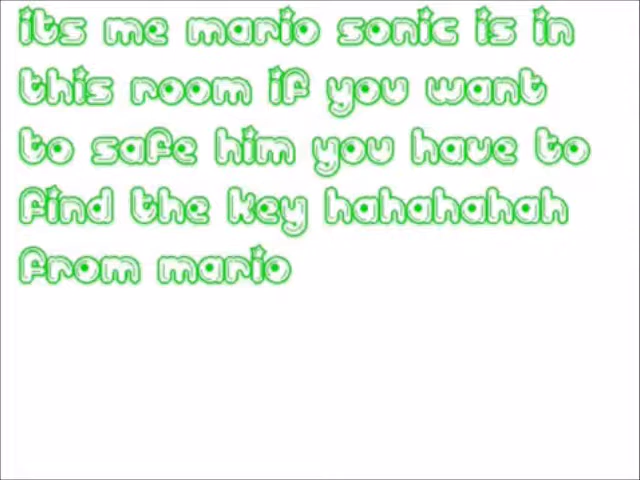 its me mario sonic is in
this room if you want
to safe him you have to
find the key hahahahah
from mario